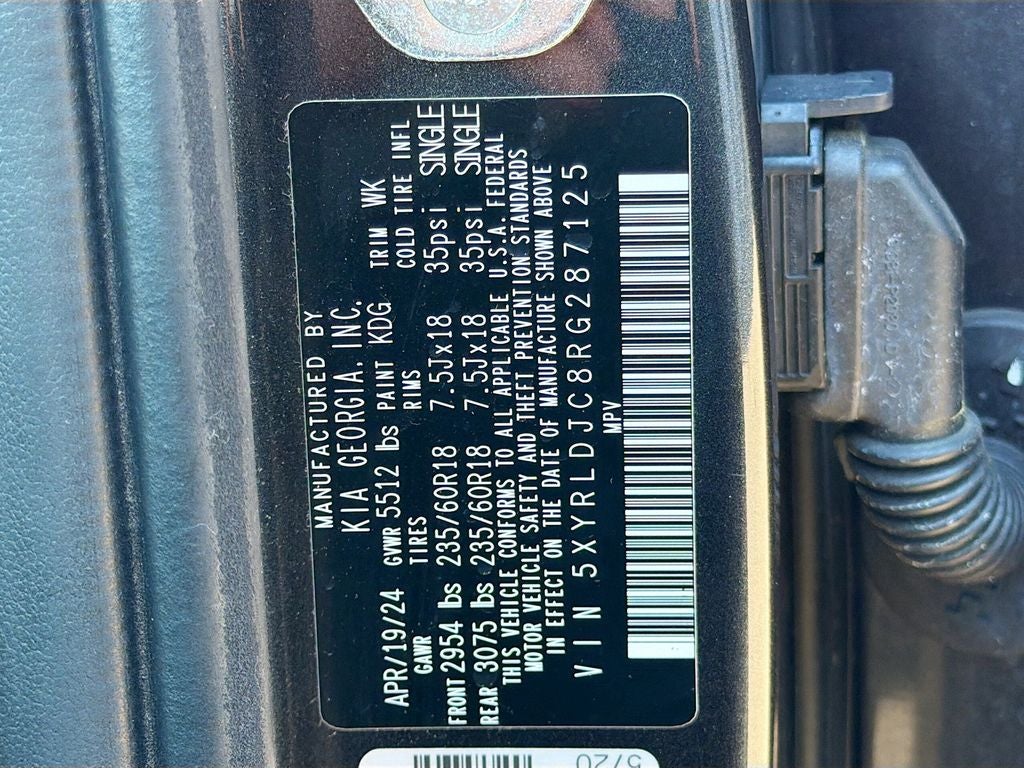 MANUFACTURED BY
KIA GEORGIA, INC.
APR/19/24 GVWR 5512 lbs PAINT KDG TRIM WK
GAWR TIRES RIMS COLD TIRE INFL
FRONT 2954 lbs 235/60R18 7.5Jx18 35psi SINGLE
REAR 3075 lbs 235/60R18 7.5Jx18 35psi SINGLE
THIS VEHICLE CONFORMS TO ALL APPLICABLE U.S.A. FEDERAL
MOTOR VEHICLE SAFETY AND THEFT PREVENTION STANDARDS
IN EFFECT ON THE DATE OF MANUFACTURE SHOWN ABOVE
VIN 5XYRLDJC8RG287125
MPV
5/20